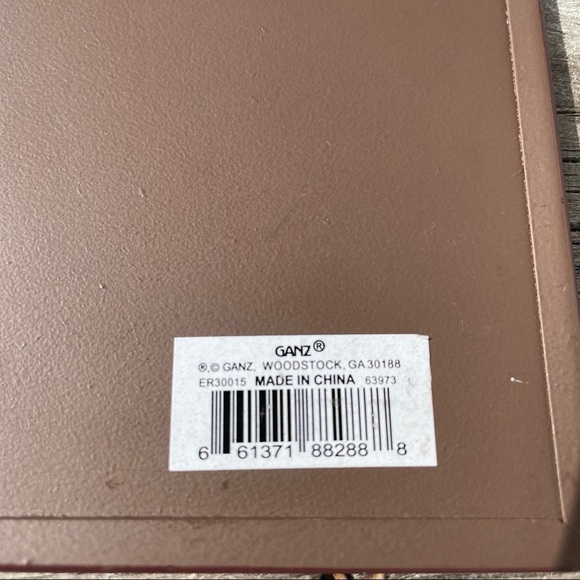 GANZ®
®,© GANZ, WOODSTOCK, GA 30188
ER30015 MADE IN CHINA 63973
6 61371 88288 8